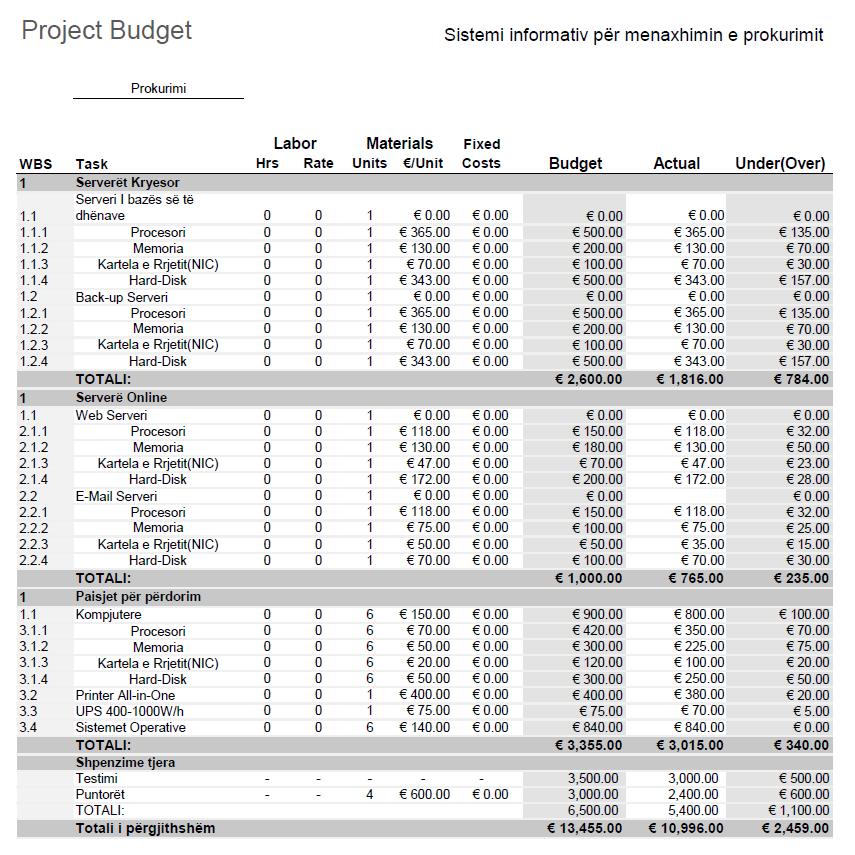 Project Budget
Sistemi informativ për menaxhimin e prokurimit
Prokurimi
Labor Materials Fixed
WBS Task Hrs Rate Units €/Unit Costs Budget Actual Under(Over)
1 Serverët Kryesor
Serveri I bazës së të
1.1 dhënave 0 0 1 € 0.00 € 0.00 € 0.00 € 0.00 € 0.00
1.1.1 Procesori 0 0 1 € 365.00 € 0.00 € 500.00 € 365.00 € 135.00
1.1.2 Memoria 0 0 1 € 130.00 € 0.00 € 200.00 € 130.00 € 70.00
1.1.3 Kartela e Rrjetit(NIC) 0 0 1 € 70.00 € 0.00 € 100.00 € 70.00 € 30.00
1.1.4 Hard-Disk 0 0 1 € 343.00 € 0.00 € 500.00 € 343.00 € 157.00
1.2 Back-up Serveri 0 0 1 € 0.00 € 0.00 € 0.00 € 0.00 € 0.00
1.2.1 Procesori 0 0 1 € 365.00 € 0.00 € 500.00 € 365.00 € 135.00
1.2.2 Memoria 0 0 1 € 130.00 € 0.00 € 200.00 € 130.00 € 70.00
1.2.3 Kartela e Rrjetit(NIC) 0 0 1 € 70.00 € 0.00 € 100.00 € 70.00 € 30.00
1.2.4 Hard-Disk 0 0 1 € 343.00 € 0.00 € 500.00 € 343.00 € 157.00
TOTALI: € 2,600.00 € 1,816.00 € 784.00
1 Serverë Online
1.1 Web Serveri 0 0 1 € 0.00 € 0.00 € 0.00 € 0.00 € 0.00
2.1.1 Procesori 0 0 1 € 118.00 € 0.00 € 150.00 € 118.00 € 32.00
2.1.2 Memoria 0 0 1 € 130.00 € 0.00 € 180.00 € 130.00 € 50.00
2.1.3 Kartela e Rrjetit(NIC) 0 0 1 € 47.00 € 0.00 € 70.00 € 47.00 € 23.00
2.1.4 Hard-Disk 0 0 1 € 172.00 € 0.00 € 200.00 € 172.00 € 28.00
2.2 E-Mail Serveri 0 0 1 € 0.00 € 0.00 € 0.00 € 0.00
2.2.1 Procesori 0 0 1 € 118.00 € 0.00 € 150.00 € 118.00 € 32.00
2.2.2 Memoria 0 0 1 € 75.00 € 0.00 € 100.00 € 75.00 € 25.00
2.2.3 Kartela e Rrjetit(NIC) 0 0 1 € 50.00 € 0.00 € 50.00 € 35.00 € 15.00
2.2.4 Hard-Disk 0 0 1 € 70.00 € 0.00 € 100.00 € 70.00 € 30.00
TOTALI: € 1,000.00 € 765.00 € 235.00
1 Paisjet për përdorim
1.1 Kompjutere 0 0 6 € 150.00 € 0.00 € 900.00 € 800.00 € 100.00
3.1.1 Procesori 0 0 6 € 70.00 € 0.00 € 420.00 € 350.00 € 70.00
3.1.2 Memoria 0 0 6 € 50.00 € 0.00 € 300.00 € 225.00 € 75.00
3.1.3 Kartela e Rrjetit(NIC) 0 0 6 € 20.00 € 0.00 € 120.00 € 100.00 € 20.00
3.1.4 Hard-Disk 0 0 6 € 50.00 € 0.00 € 300.00 € 250.00 € 50.00
3.2 Printer All-in-One 0 0 1 € 400.00 € 0.00 € 400.00 € 380.00 € 20.00
3.3 UPS 400-1000W/h 0 0 1 € 75.00 € 0.00 € 75.00 € 70.00 € 5.00
3.4 Sistemet Operative 0 0 6 € 140.00 € 0.00 € 840.00 € 840.00 € 0.00
TOTALI: € 3,355.00 € 3,015.00 € 340.00
Shpenzime tjera
Testimi - - - - - 3,500.00 3,000.00 € 500.00
Puntorët - - 4 € 600.00 € 0.00 3,000.00 2,400.00 € 600.00
TOTALI: 6,500.00 5,400.00 € 1,100.00
Totali i përgjithshëm € 13,455.00 € 10,996.00 € 2,459.00